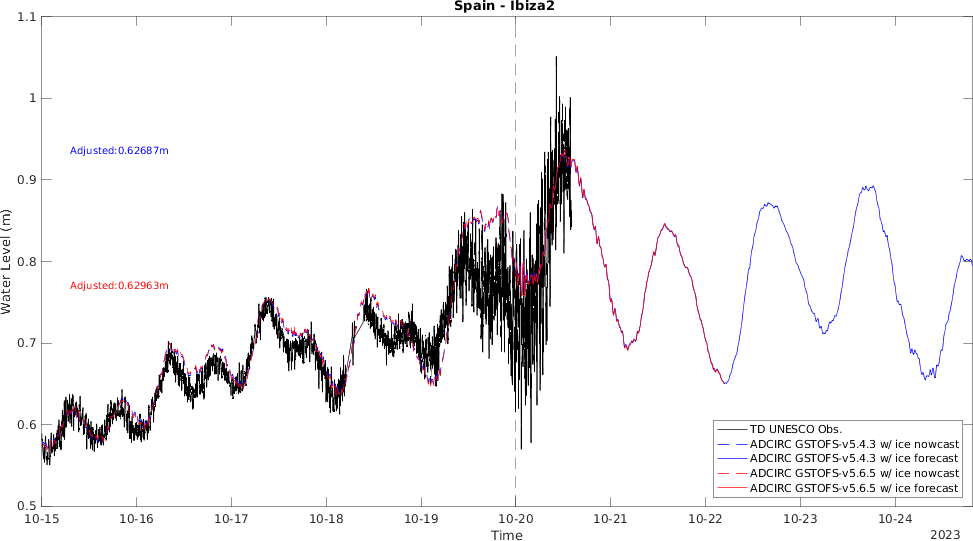 Spain - Ibiza2
1.1
1
0.9
0.8
0.7
0.6
0.5
Water Level (m)
Adjusted:0.62687m
Adjusted:0.62963m
TD UNESCO Obs.
ADCIRC GSTOFS-v5.4.3 w/ ice nowcast
ADCIRC GSTOFS-v5.4.3 w/ ice forecast
ADCIRC GSTOFS-v5.6.5 w/ ice nowcast
ADCIRC GSTOFS-v5.6.5 w/ ice forecast
10-15 10-16 10-17 10-18 10-19 10-20 10-21 10-22 10-23 10-24
Time
2023